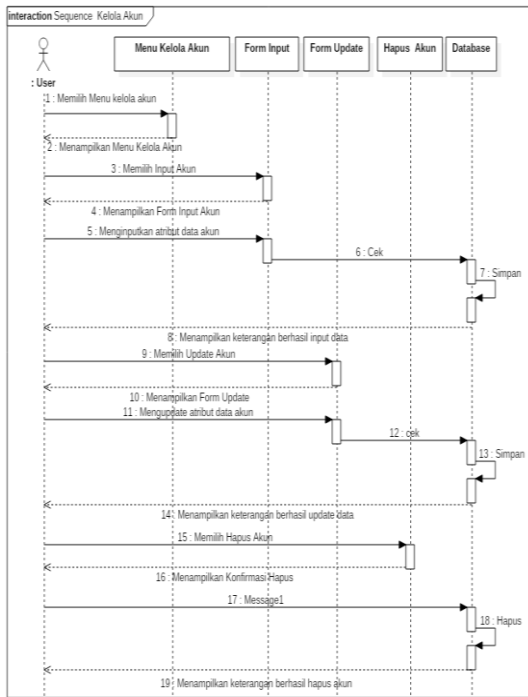 interaction Sequence Kelola Akun
Menu Kelola Akun
Form Input
Form Update
Hapus Akun
Database
: User
1 : Memilih Menu kelola akun
2 : Menampilkan Menu Kelola Akun
3 : Memilih Input Akun
4 : Menampilkan Form Input Akun
5 : Menginputkan atribut data akun
6 : Cek
7 : Simpan
8 : Menampilkan keterangan berhasil input data
9 : Memilih Update Akun
10 : Menampilkan Form Update
11 : Mengupdate atribut data akun
12 : cek
13 : Simpan
14 : Menampilkan keterangan berhasil update data
15 : Memilih Hapus Akun
16 : Menampilkan Konfirmasi Hapus
17 : Message1
18 : Hapus
19 : Menampilkan keterangan berhasil hapus akun